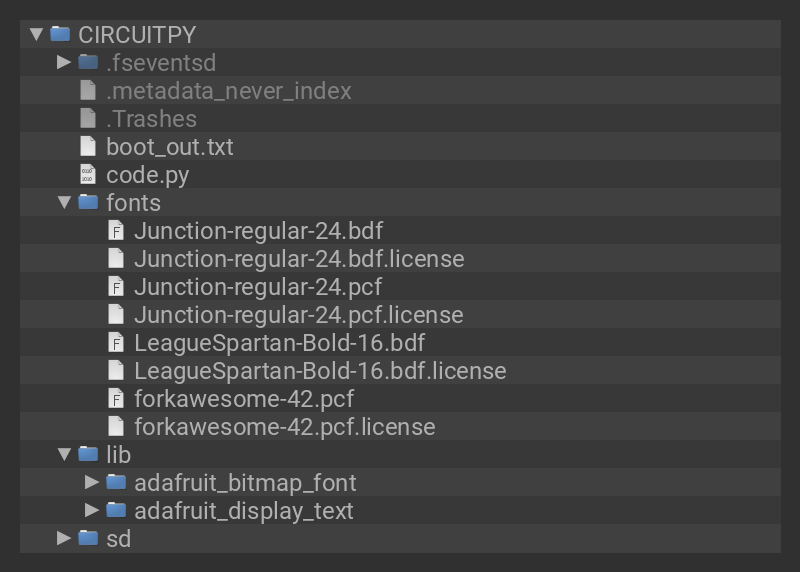 CIRCUITPY
.fseventsd
.metadata_never_index
.Trashes
boot_out.txt
code.py
fonts
Junction-regular-24.bdf
Junction-regular-24.bdf.license
Junction-regular-24.pcf
Junction-regular-24.pcf.license
LeagueSpartan-Bold-16.bdf
LeagueSpartan-Bold-16.bdf.license
forkawesome-42.pcf
forkawesome-42.pcf.license
lib
adafruit_bitmap_font
adafruit_display_text
sd